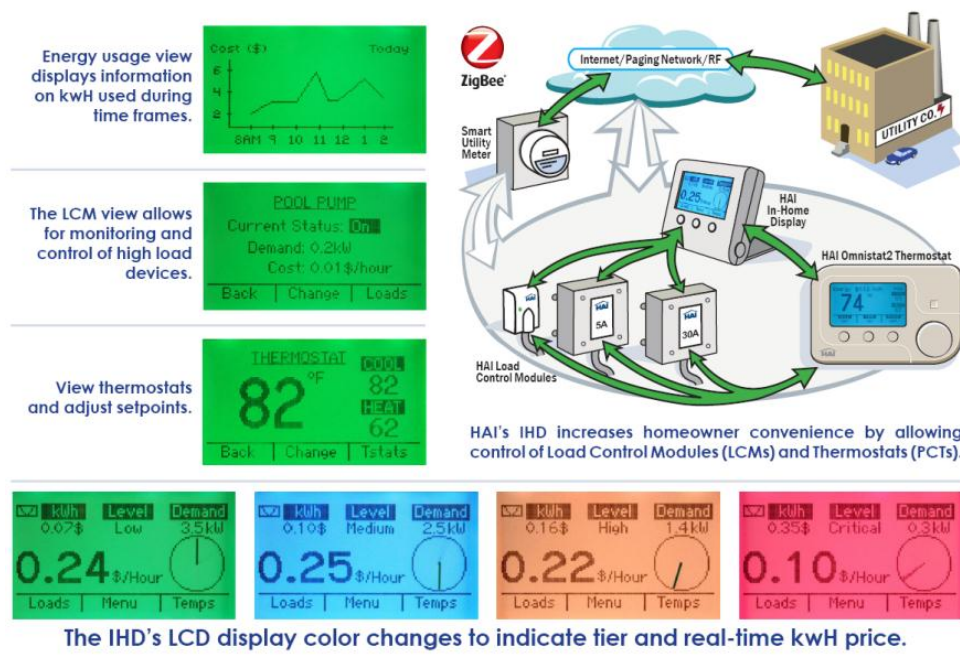 Energy usage view
displays information
on kwH used during
time frames.
Cost ($) Today
6
4
2
8AM 9 10 11 12 1 2
The LCM view allows
for monitoring and
control of high load
devices.
POOL PUMP
Current Status: On
Demand: 0.2kW
Cost: 0.01$/hour
Back Change Loads
View thermostats
and adjust setpoints.
THERMOSTAT
82°F
COOL
82
HEAT
62
Back Change Tstats
ZigBee®
Internet/Paging Network/RF
UTILITY CO.
Smart
Utility
Meter
0.25
HAI
In-Home
Display
HAI Omnistat2 Thermostat
74
HAI
HAI
5A
HAI
30A
HAI Load
Control Modules
HAI's IHD increases homeowner convenience by allowing
control of Load Control Modules (LCMs) and Thermostats (PCTs).
kWh Level Demand
0.07$ Low 3.5kW
0.24$/Hour
Loads Menu Temps
kWh Level Demand
0.10$ Medium 2.5kW
0.25$/Hour
Loads Menu Temps
kWh Level Demand
0.16$ High 1.4kW
0.22$/Hour
Loads Menu Temps
kWh Level Demand
0.35$ Critical 0.3kW
0.10$/Hour
Loads Menu Temps
The IHD's LCD display color changes to indicate tier and real-time kwH price.